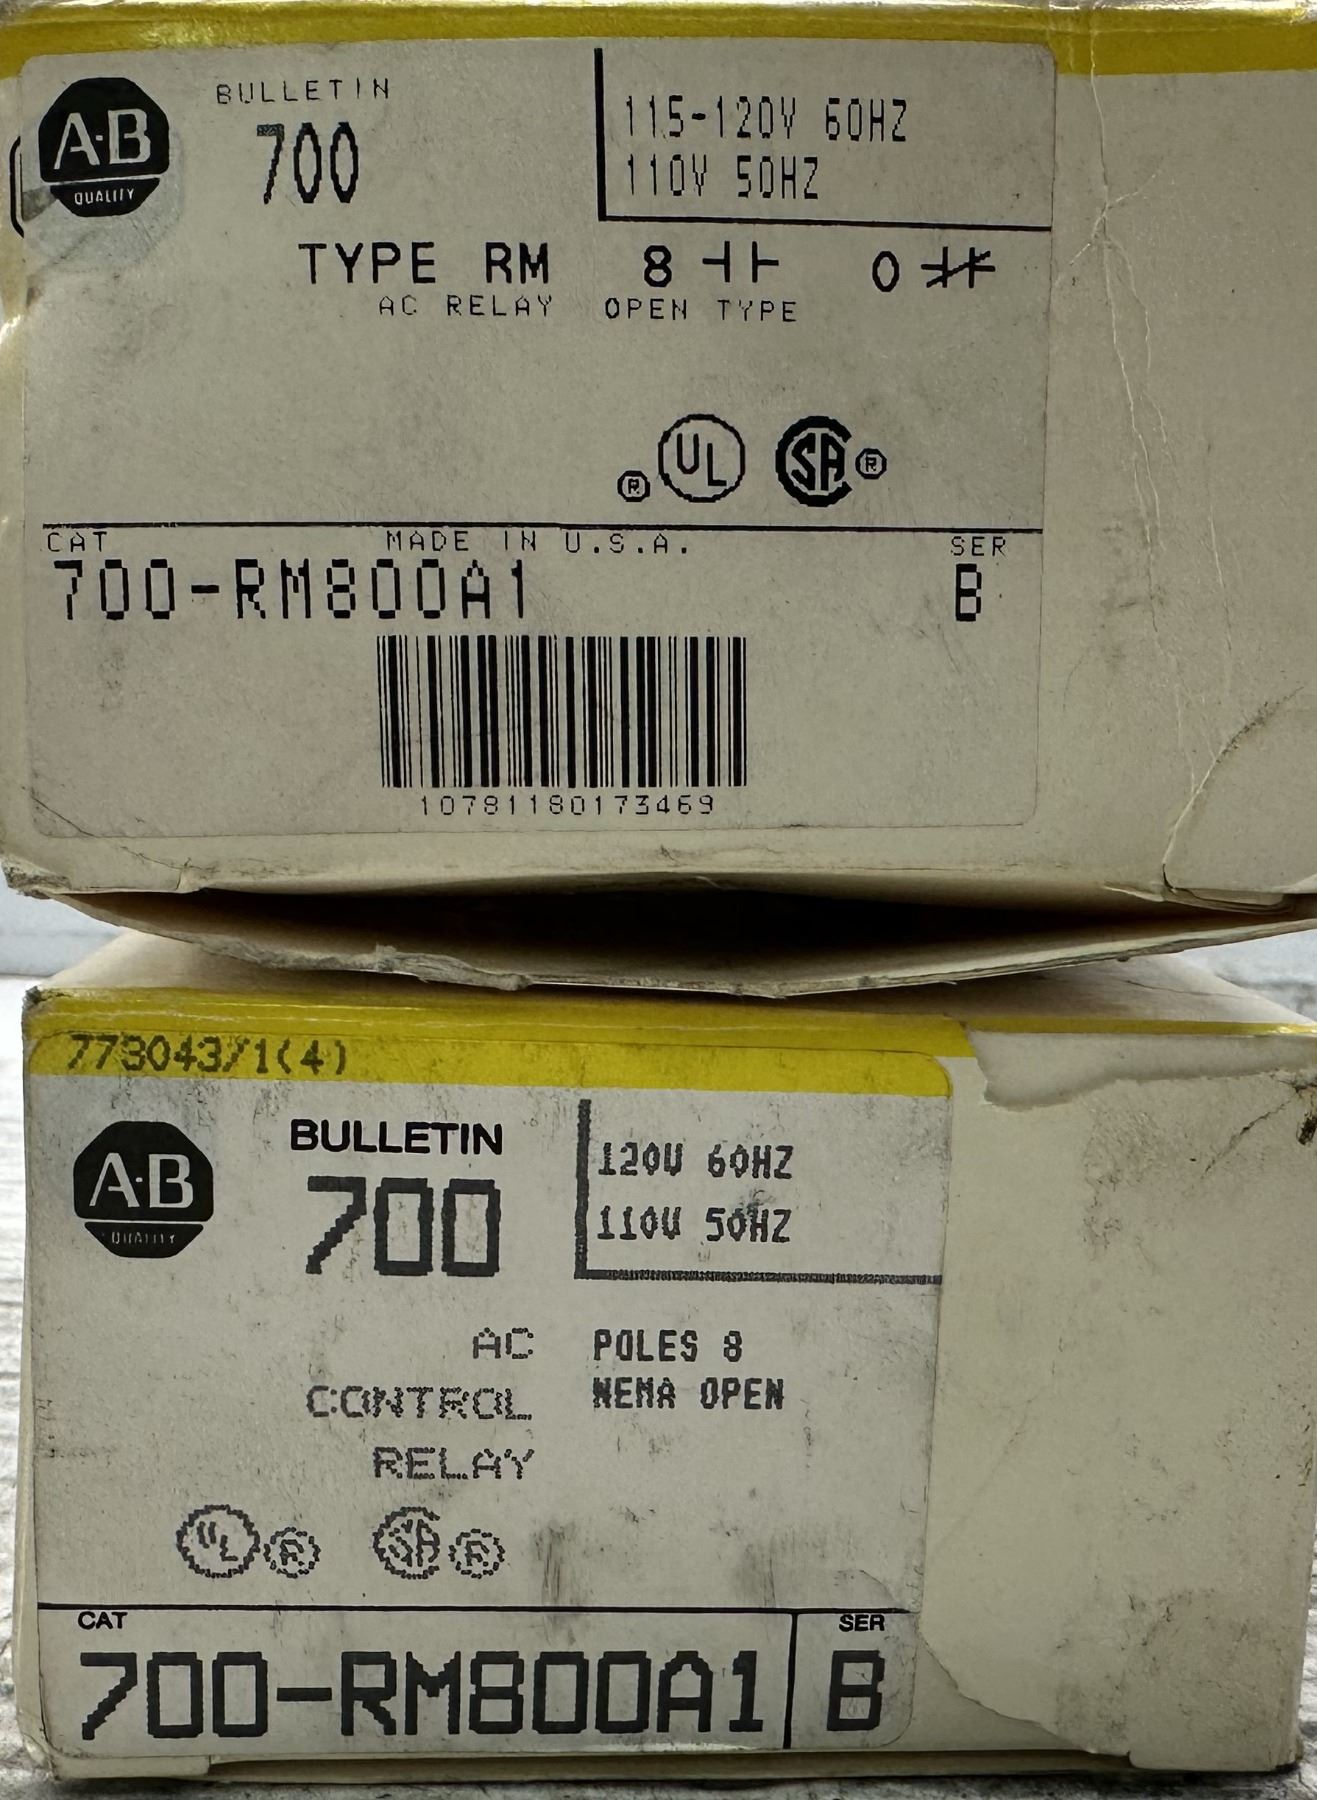 A·B
QUALITY
BULLETIN
700
115-120V 60HZ
110V 50HZ
TYPE RM 8 0
AC RELAY OPEN TYPE
® UL SA ®
CAT MADE IN U.S.A. SER
700-RM800A1 B
10781180173469
773043/1(4)
A·B
QUALITY
BULLETIN
700
120V 60HZ
110V 50HZ
AC POLES 8
CONTROL NEMA OPEN
RELAY
UL ® SA ®
CAT SER
700-RM800A1 B